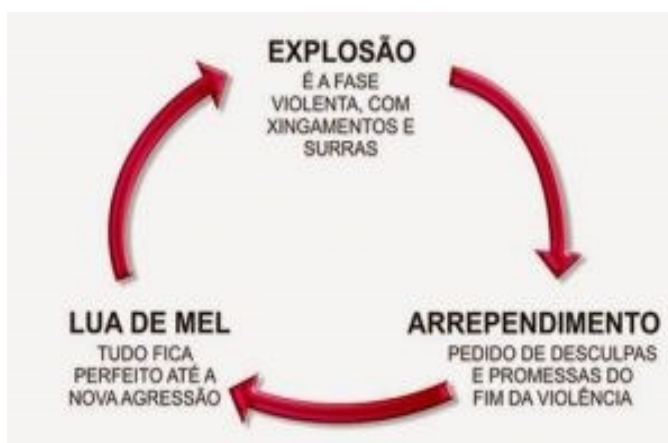 EXPLOSÃO
É A FASE
VIOLENTA, COM
XINGAMENTOS E
SURRAS
LUA DE MEL
TUDO FICA
PERFEITO ATÉ A
NOVA AGRESSÃO
ARREPENDIMENTO
PEDIDO DE DESCULPAS
E PROMESSAS DO
FIM DA VIOLÊNCIA